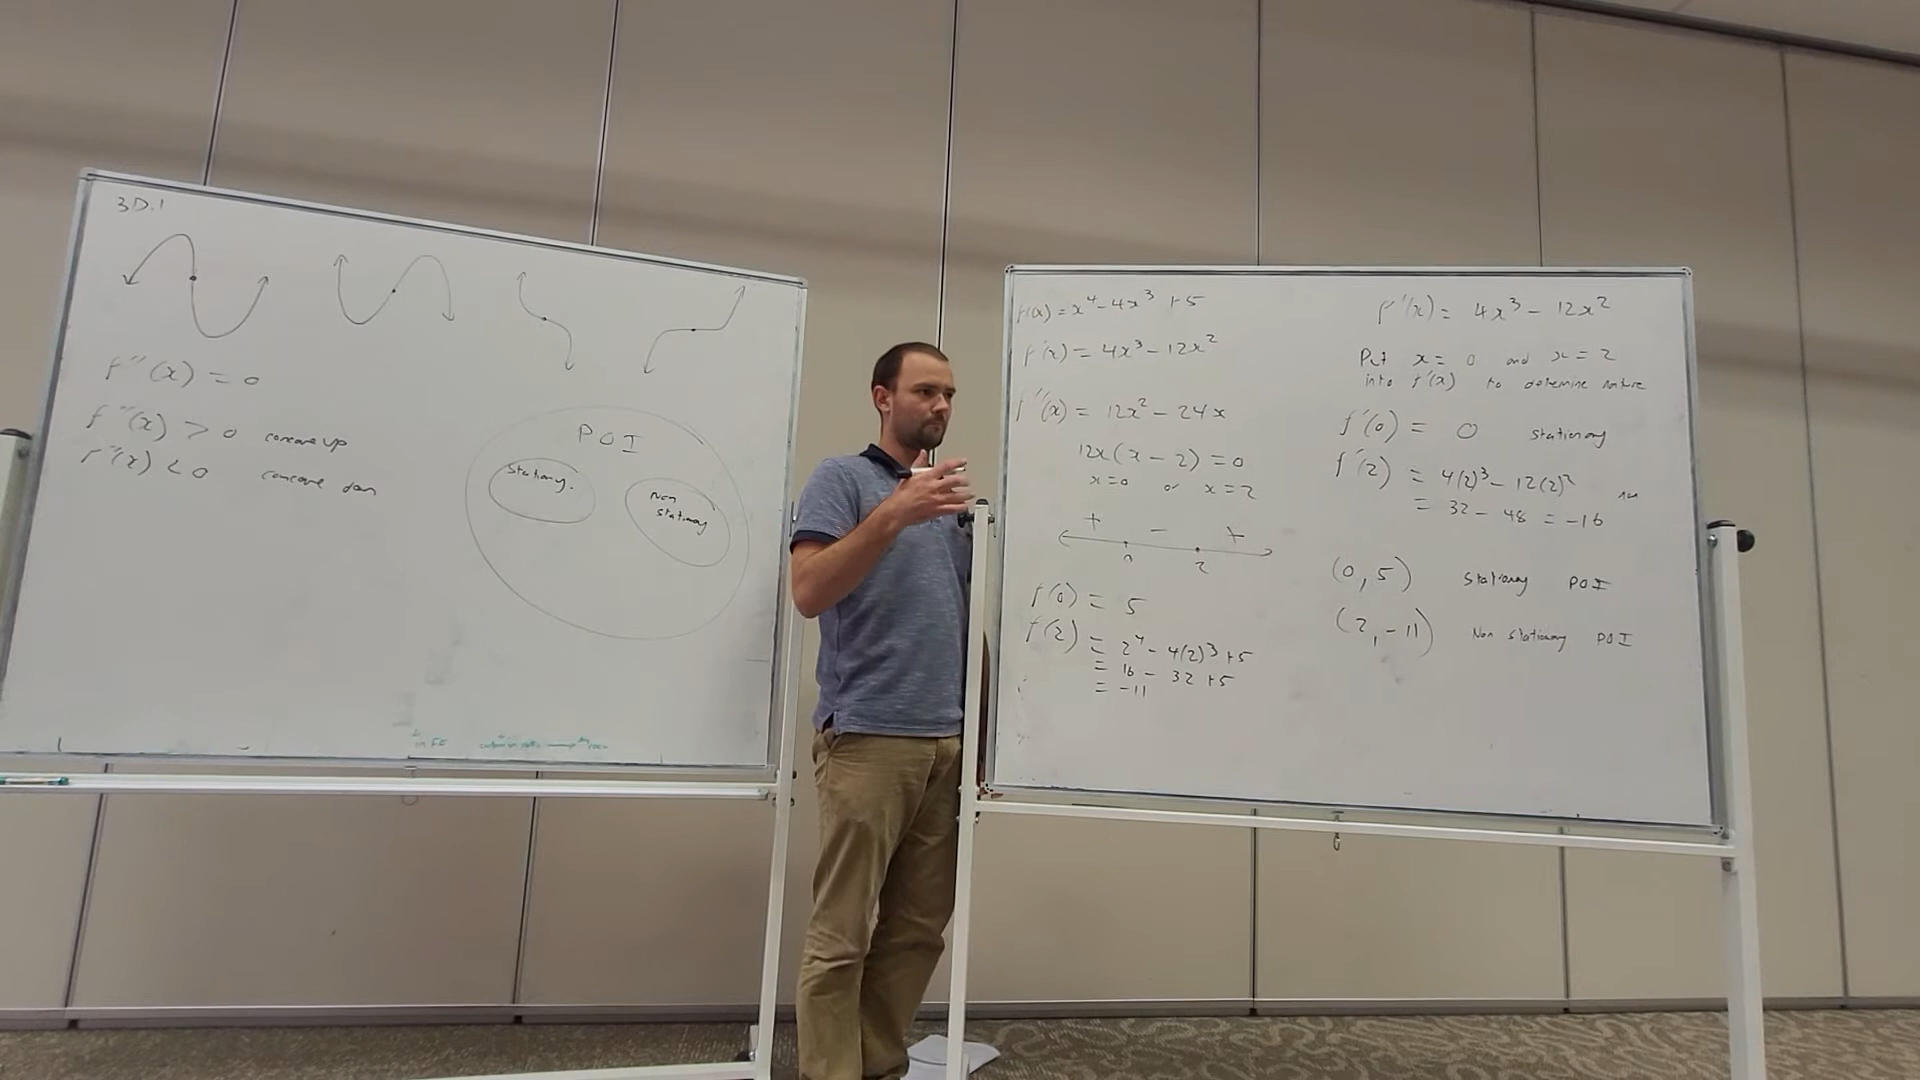 3D.1
f''(x) = 0
f''(x) > 0 concave up
f''(x) < 0 concave down
POI
Stationary.
Non
stationary
in FE
f(x) = x⁴ - 4x³ + 5
f'(x) = 4x³ - 12x²
f''(x) = 12x² - 24x
12x(x - 2) = 0
x = 0 or x = 2
+ - +
0 2
f(0) = 5
f(2) = 2⁴ - 4(2)³ + 5
= 16 - 32 + 5
= -11
f'(x) = 4x³ - 12x²
Put x = 0 and x = 2
into f'(x) to determine nature
f'(0) = 0 stationary
f'(2) = 4(2)³ - 12(2)²
= 32 - 48 = -16
(0, 5) Stationary POI
(2, -11) Non stationary POI